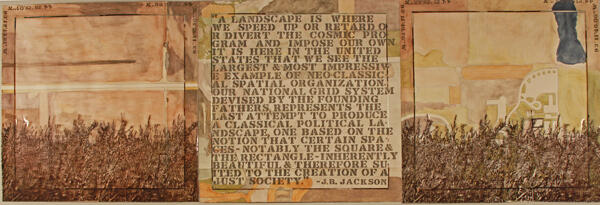 "A LANDSCAPE IS WHERE
WE SPEED UP OR RETARD O
R DIVERT THE COSMIC PRO
GRAM AND IMPOSE OUR OWN.
IT IS HERE IN THE UNITED
STATES THAT WE SEE THE
LARGEST & MOST IMPRESSIV
E EXAMPLE OF NEO-CLASSIC
AL SPATIAL ORGANIZATION.
OUR NATIONAL GRID SYSTEM
DEVISED BY THE FOUNDING
FATHERS, REPRESENTS THE
LAST ATTEMPT TO PRODUCE
A CLASSICAL POLITICAL LA-
NDSCAPE, ONE BASED ON THE
NOTION THAT CERTAIN SPA-
CES - NOTABLY THE SQUARE &
THE RECTANGLE - INHERENTLY
BEAUTIFUL & THEREFORE SU-
ITED TO THE CREATION OF A
JUST SOCIETY." -J.B. JACKSON